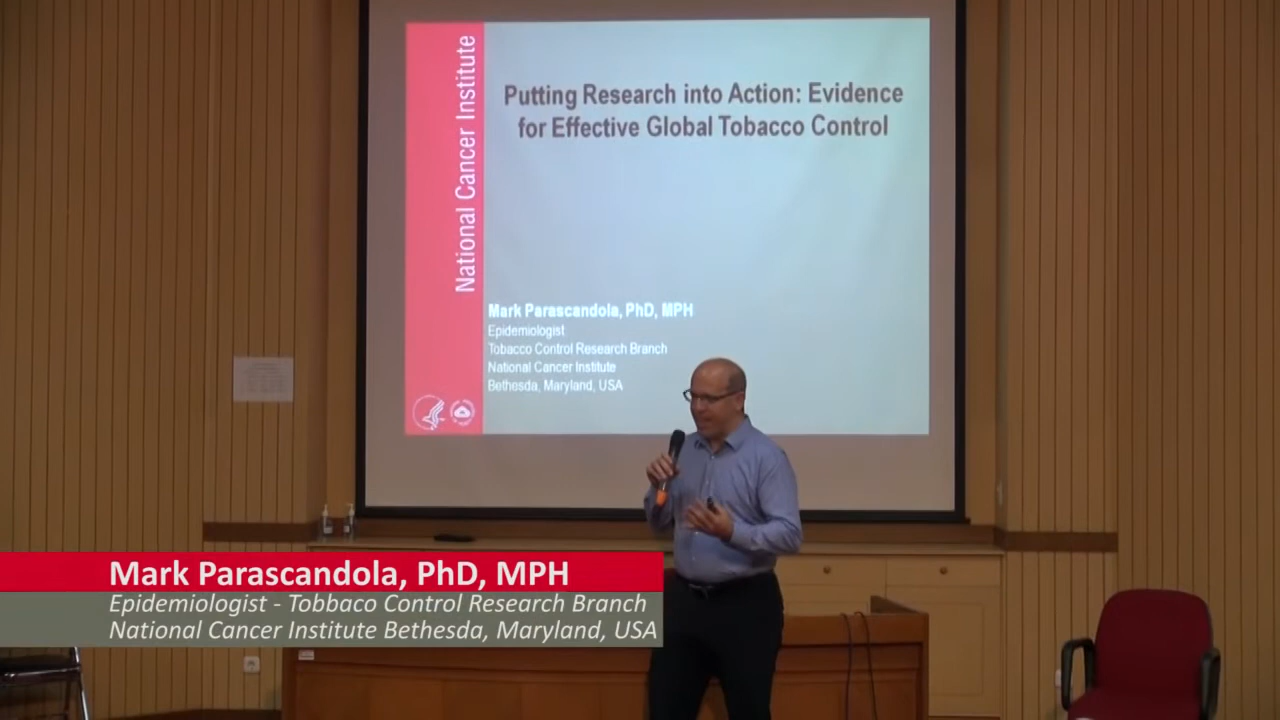 National Cancer Institute
Putting Research into Action: Evidence
for Effective Global Tobacco Control
Mark Parascandola, PhD, MPH
Epidemiologist
Tobacco Control Research Branch
National Cancer Institute
Bethesda, Maryland, USA
Mark Parascandola, PhD, MPH
Epidemiologist - Tobbaco Control Research Branch
National Cancer Institute Bethesda, Maryland, USA